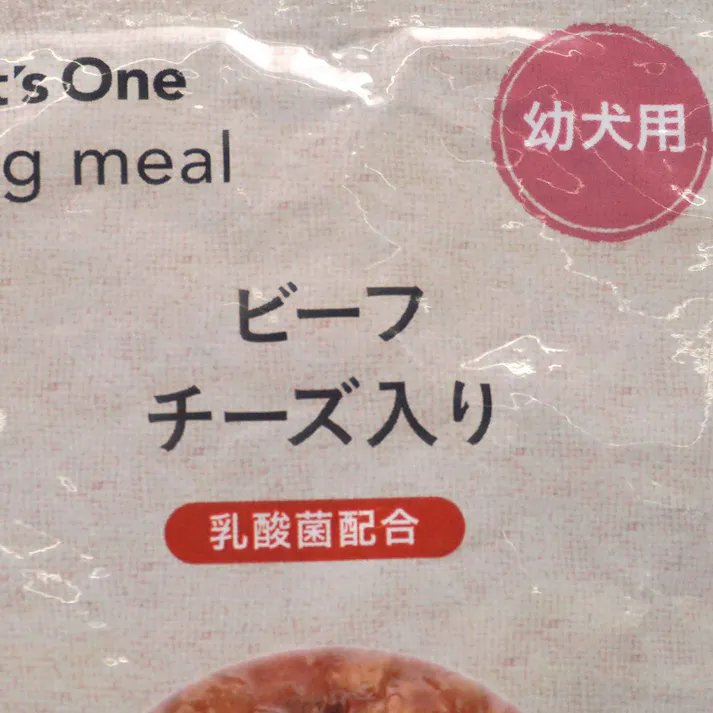 t's One
g meal
幼犬用
ビーフ
チーズ入り
乳酸菌配合